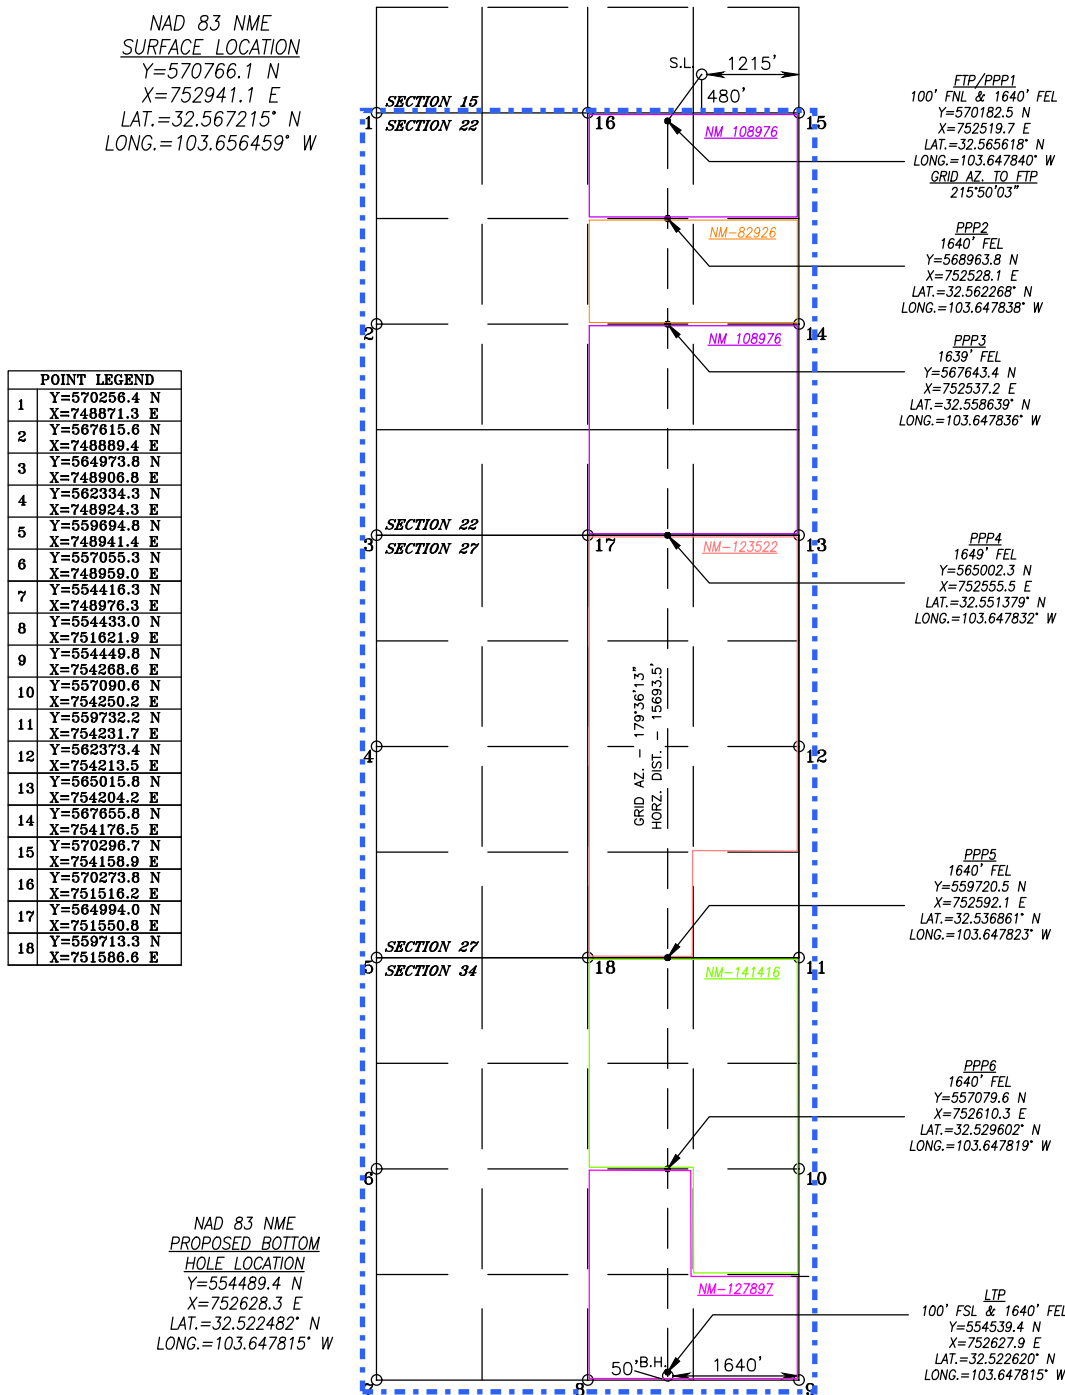 NAD 83 NME
SURFACE LOCATION
Y=570766.1 N
X=752941.1 E
LAT.=32.567215° N
LONG.=103.656459° W
S.L.
1215'
480'
SECTION 15
SECTION 22
1
16
15
NM 108976
FTP/PPP1
100' FNL & 1640' FEL
Y=570182.5 N
X=752519.7 E
LAT.=32.565618° N
LONG.=103.647840° W
GRID AZ. TO FTP
215°50'03"
NM-82926
PPP2
1640' FEL
Y=568963.8 N
X=752528.1 E
LAT.=32.562268° N
LONG.=103.647838° W
2
14
NM 108976
PPP3
1639' FEL
Y=567643.4 N
X=752537.2 E
LAT.=32.558639° N
LONG.=103.647836° W
POINT LEGEND
1 Y=570256.4 N
X=748871.3 E
2 Y=567615.6 N
X=748889.4 E
3 Y=564973.8 N
X=748906.8 E
4 Y=562334.3 N
X=748924.3 E
5 Y=559694.8 N
X=748941.4 E
6 Y=557055.3 N
X=748959.0 E
7 Y=554416.3 N
X=748976.3 E
8 Y=554433.0 N
X=751621.9 E
9 Y=554449.8 N
X=754268.6 E
10 Y=557090.6 N
X=754250.2 E
11 Y=559732.2 N
X=754231.7 E
12 Y=562373.4 N
X=754213.5 E
13 Y=565015.8 N
X=754204.2 E
14 Y=567655.8 N
X=754176.5 E
15 Y=570296.7 N
X=754158.9 E
16 Y=570273.8 N
X=751516.2 E
17 Y=564994.0 N
X=751550.8 E
18 Y=559713.3 N
X=751586.6 E
SECTION 22
SECTION 27
3
17
13
NM-123522
PPP4
1649' FEL
Y=565002.3 N
X=752555.5 E
LAT.=32.551379° N
LONG.=103.647832° W
GRID AZ. – 179°36'13"
HORZ. DIST. – 15693.5'
4
12
PPP5
1640' FEL
Y=559720.5 N
X=752592.1 E
LAT.=32.536861° N
LONG.=103.647823° W
SECTION 27
SECTION 34
5
18
11
NM-141416
PPP6
1640' FEL
Y=557079.6 N
X=752610.3 E
LAT.=32.529602° N
LONG.=103.647819° W
6
10
NAD 83 NME
PROPOSED BOTTOM
HOLE LOCATION
Y=554489.4 N
X=752628.3 E
LAT.=32.522482° N
LONG.=103.647815° W
NM-127897
LTP
100' FSL & 1640' FEL
Y=554539.4 N
X=752627.9 E
LAT.=32.522620° N
LONG.=103.647815° W
50'
B.H.
1640'
7
8
9